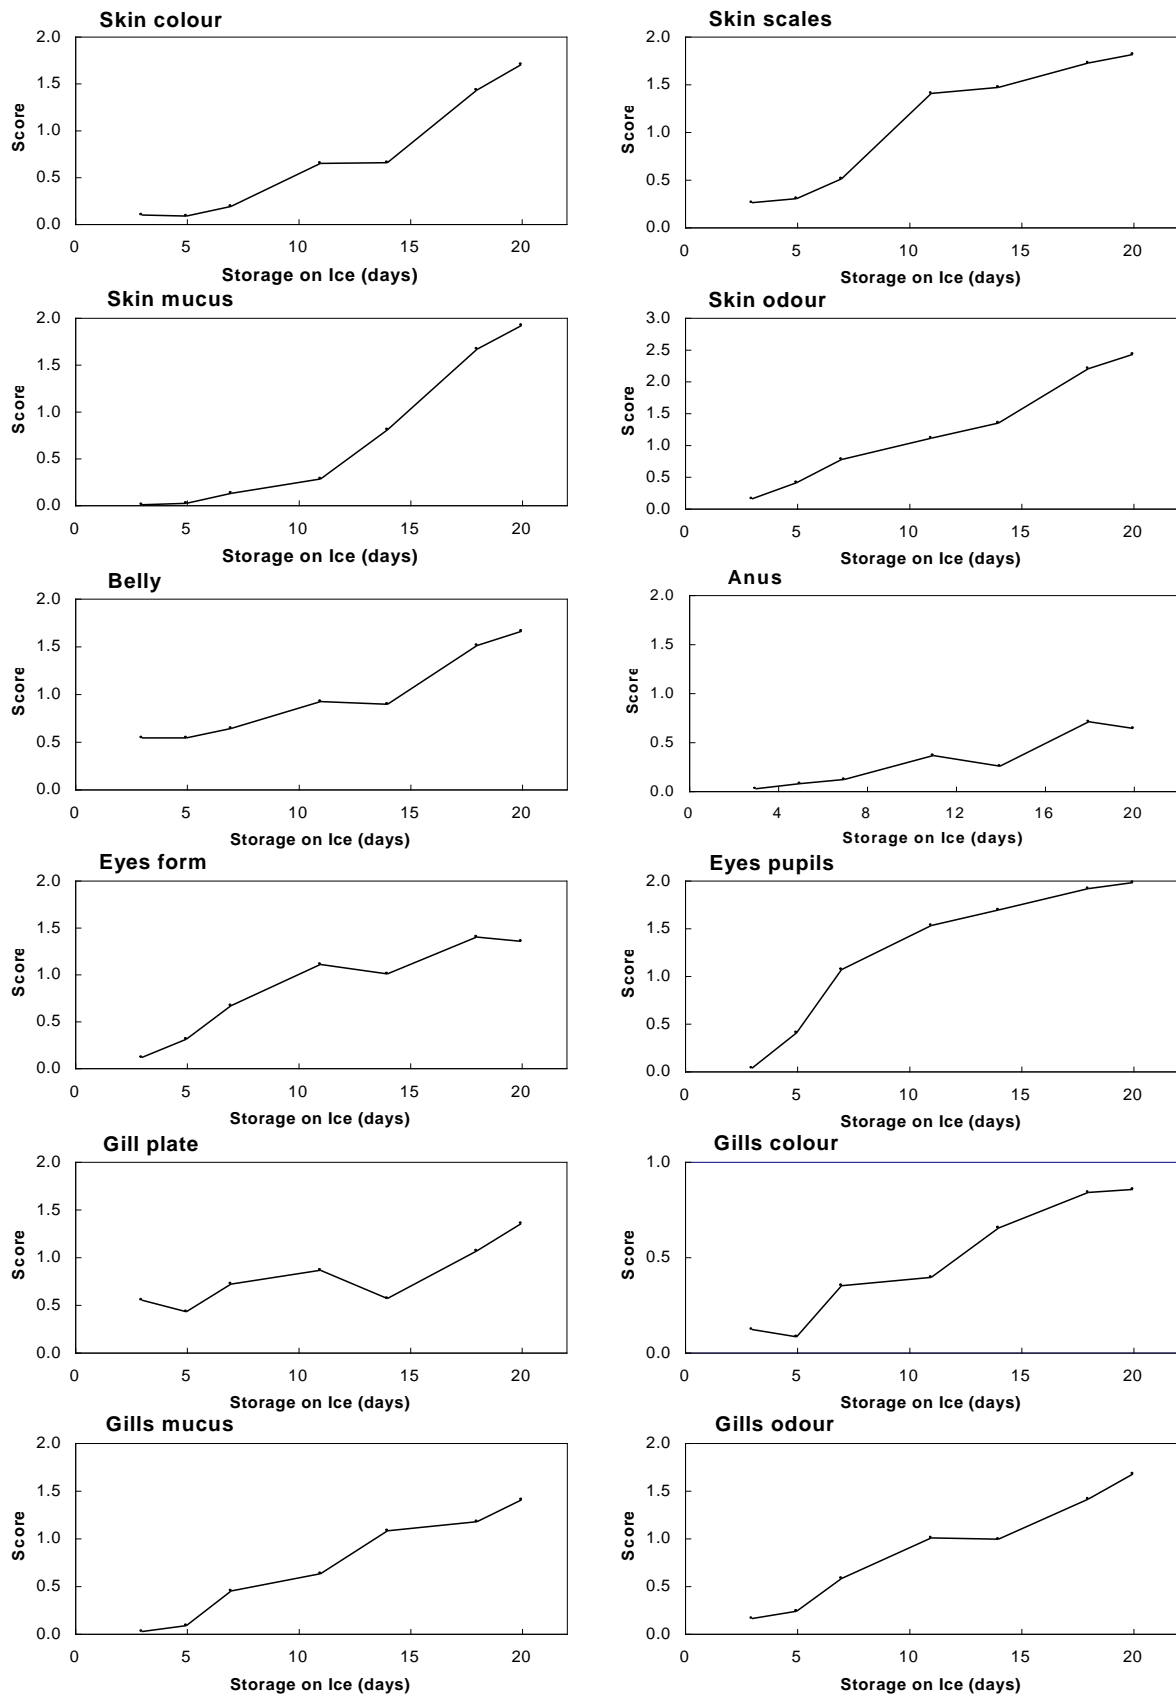 Skin colour
2.0
1.5
1.0
0.5
0.0
Score
0 5 10 15 20
Storage on Ice (days)
Skin scales
2.0
1.5
1.0
0.5
0.0
Score
0 5 10 15 20
Storage on Ice (days)
Skin mucus
2.0
1.5
1.0
0.5
0.0
Score
0 5 10 15 20
Storage on Ice (days)
Skin odour
3.0
2.5
2.0
1.5
1.0
0.5
0.0
Score
0 5 10 15 20
Storage on Ice (days)
Belly
2.0
1.5
1.0
0.5
0.0
Score
0 5 10 15 20
Storage on Ice (days)
Anus
2.0
1.5
1.0
0.5
0.0
Score
0 4 8 12 16 20
Storage on Ice (days)
Eyes form
2.0
1.5
1.0
0.5
0.0
Score
0 5 10 15 20
Storage on Ice (days)
Eyes pupils
2.0
1.5
1.0
0.5
0.0
Score
0 5 10 15 20
Storage on Ice (days)
Gill plate
2.0
1.5
1.0
0.5
0.0
Score
0 5 10 15 20
Storage on Ice (days)
Gills colour
1.0
0.5
0.0
Score
0 5 10 15 20
Storage on Ice (days)
Gills mucus
2.0
1.5
1.0
0.5
0.0
Score
0 5 10 15 20
Storage on Ice (days)
Gills odour
2.0
1.5
1.0
0.5
0.0
Score
0 5 10 15 20
Storage on Ice (days)